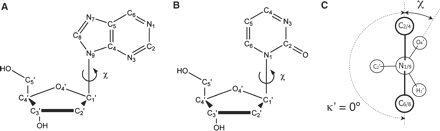 A
N₇
C₆
C₅
N₁
C₈
C₄
C₂
N₉
N₃
χ
HO
C₅'
O₄'
C₄'
C₁'
C₃'
C₂'
OH
B
C₄
C₅
N₃
C₆
C₂
O
N₁
χ
HO
C₅'
O₄'
C₄'
C₁'
C₃'
C₂'
OH
C
χ
C₂/₄
O₄'
C₂'
N₁/₉
H₁'
C₆/₈
κ' = 0°